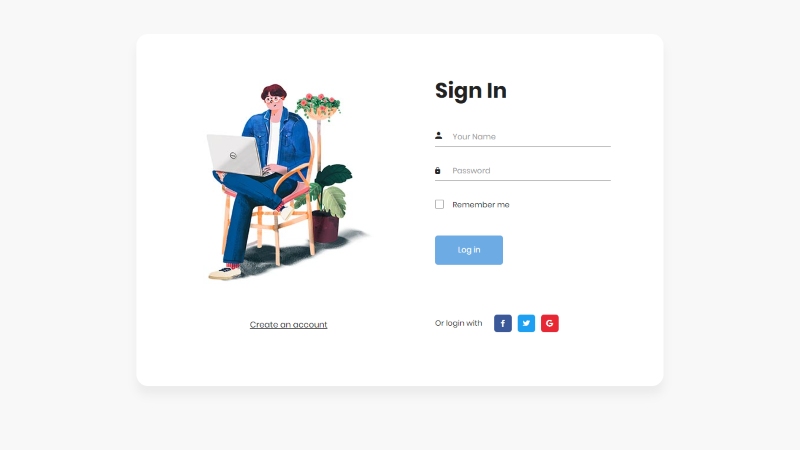 Sign In
Your Name
Password
Remember me
Log in
Create an account
Or login with